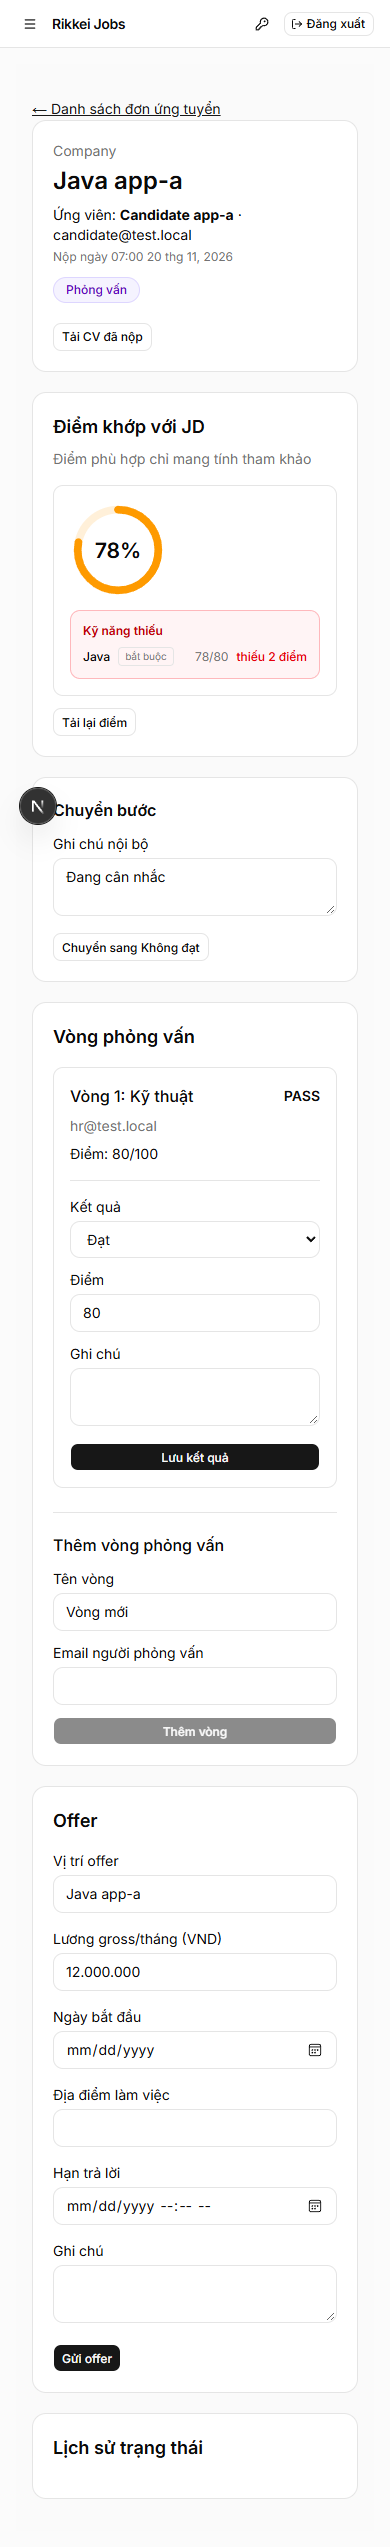 Rikkei Jobs
Đăng xuất
← Danh sách đơn ứng tuyển
Company
Java app-a
Ứng viên: Candidate app-a ·
candidate@test.local
Nộp ngày 07:00 20 thg 11, 2026
Phỏng vấn
Tải CV đã nộp
Điểm khớp với JD
Điểm phù hợp chỉ mang tính tham khảo
78%
Kỹ năng thiếu
Java bắt buộc 78/80 thiếu 2 điểm
Tải lại điểm
N
Chuyển bước
Ghi chú nội bộ
Đang cân nhắc
Chuyển sang Không đạt
Vòng phỏng vấn
Vòng 1: Kỹ thuật PASS
hr@test.local
Điểm: 80/100
Kết quả
Đạt
Điểm
80
Ghi chú
Lưu kết quả
Thêm vòng phỏng vấn
Tên vòng
Vòng mới
Email người phỏng vấn
Thêm vòng
Offer
Vị trí offer
Java app-a
Lương gross/tháng (VND)
12.000.000
Ngày bắt đầu
mm/dd/yyyy
Địa điểm làm việc
Hạn trả lời
mm/dd/yyyy --:-- --
Ghi chú
Gửi offer
Lịch sử trạng thái